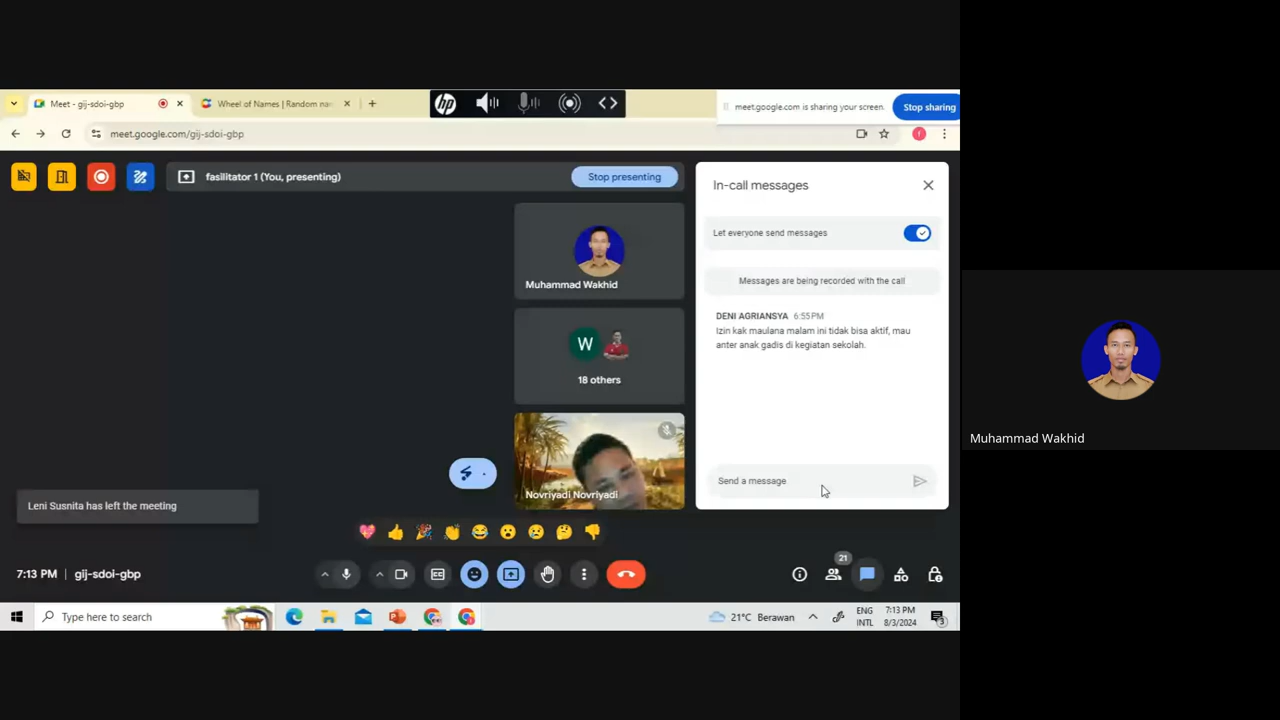 Meet - gij-sdoi-gbp
Wheel of Names | Random na
hp
meet.google.com is sharing your screen.
Stop sharing
meet.google.com/gij-sdoi-gbp
f
fasilitator 1 (You, presenting)
Stop presenting
In-call messages
Let everyone send messages
Messages are being recorded with the call
DENI AGRIANSYA 6:55 PM
Izin kak maulana malam ini tidak bisa aktif, mau
anter anak gadis di kegiatan sekolah.
Send a message
Muhammad Wakhid
W
18 others
Novriyadi Novriyadi
Leni Susnita has left the meeting
7:13 PM | gij-sdoi-gbp
21
Type here to search
21°C Berawan
ENG
INTL
7:13 PM
8/3/2024
3
Muhammad Wakhid